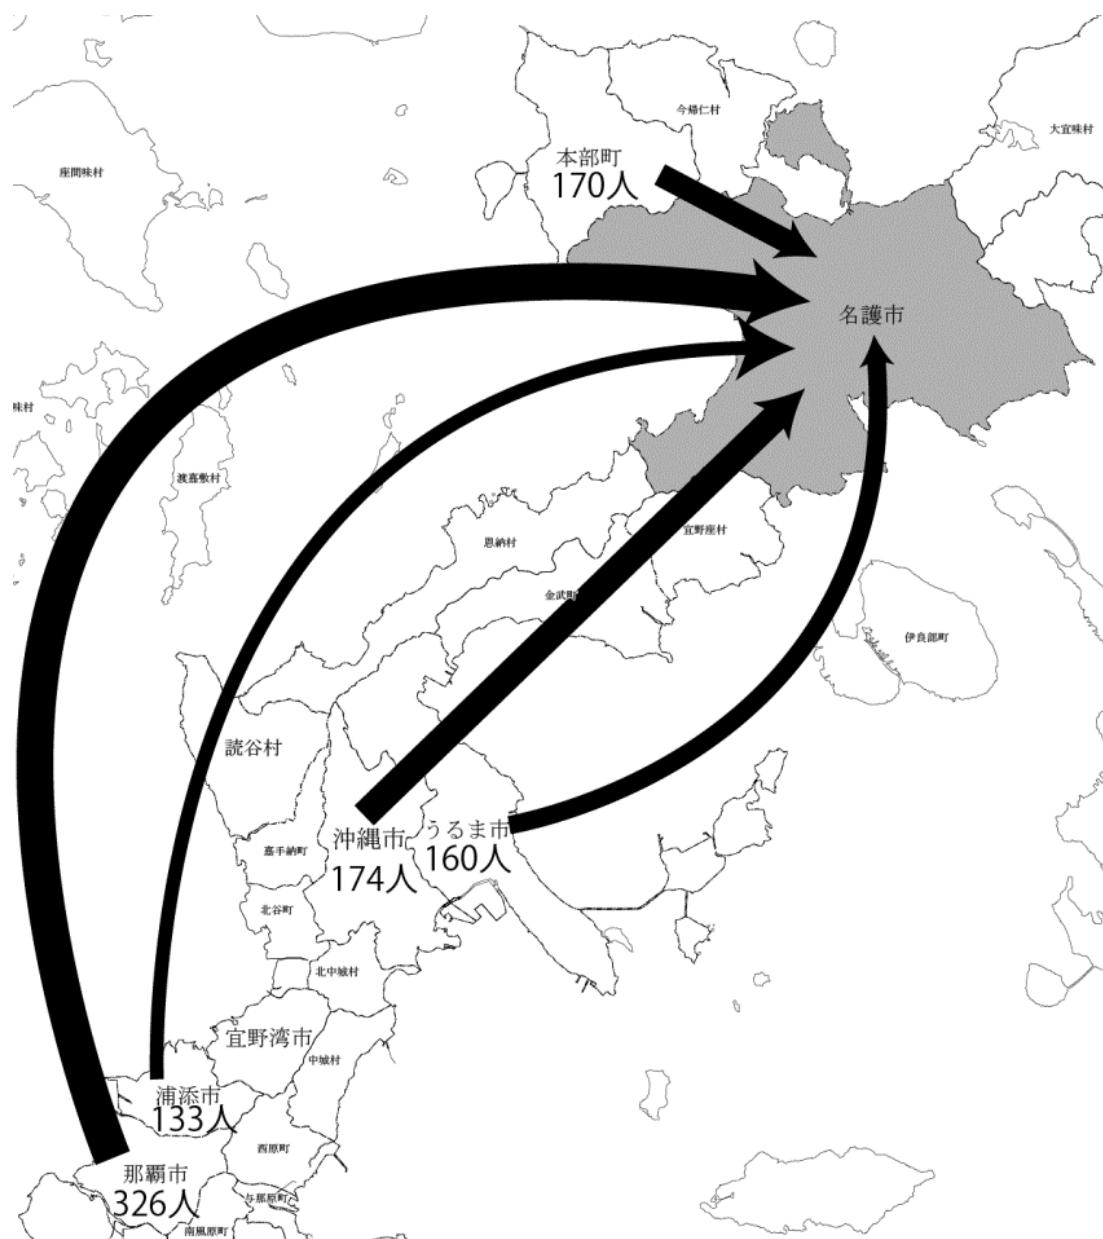 今帰仁村
大宜味村
本部町
170人
座間味村
名護市
味村
渡嘉敷村
恩納村
宜野座村
金武町
伊良部町
読谷村
沖縄市
174人
うるま市
160人
嘉手納町
北谷町
北中城村
宜野湾市
中城村
浦添市
133人
西原町
那覇市
326人
与那原町
南風原町